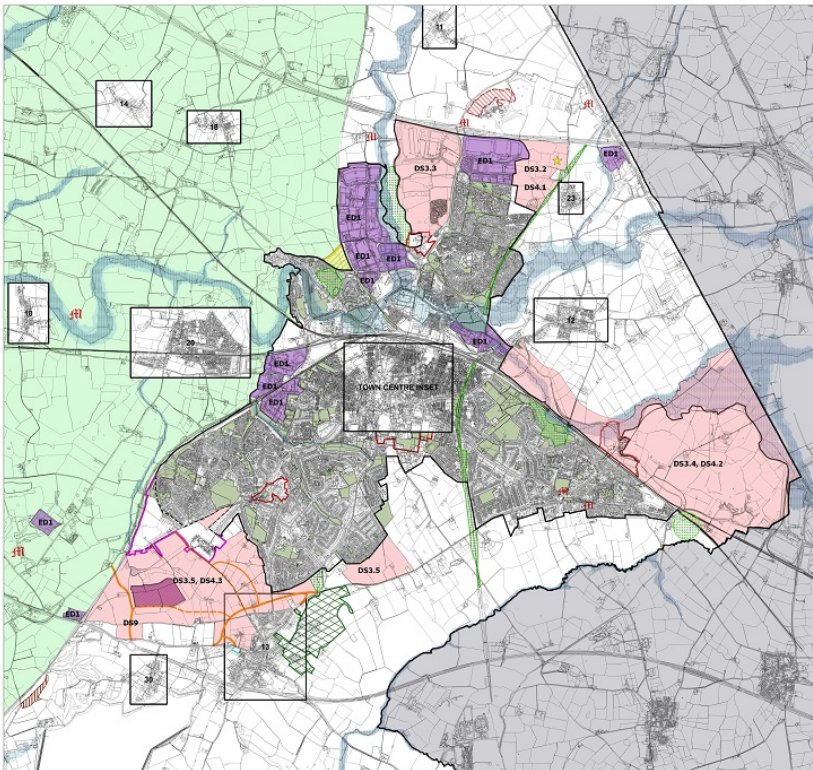 11
14
18
M
M
M
DS3.3
ED1
DS3.2
DS4.1
ED1
23
ED1
ED1
ED1
ED1
10
M
20
12
ED1
ED1
ED1
ED1
TOWN CENTRE INSET
DS3.4, DS4.2
M
M
ED1
M
DS3.5
DS3.5, DS4.3
ED1
DS9
13
30